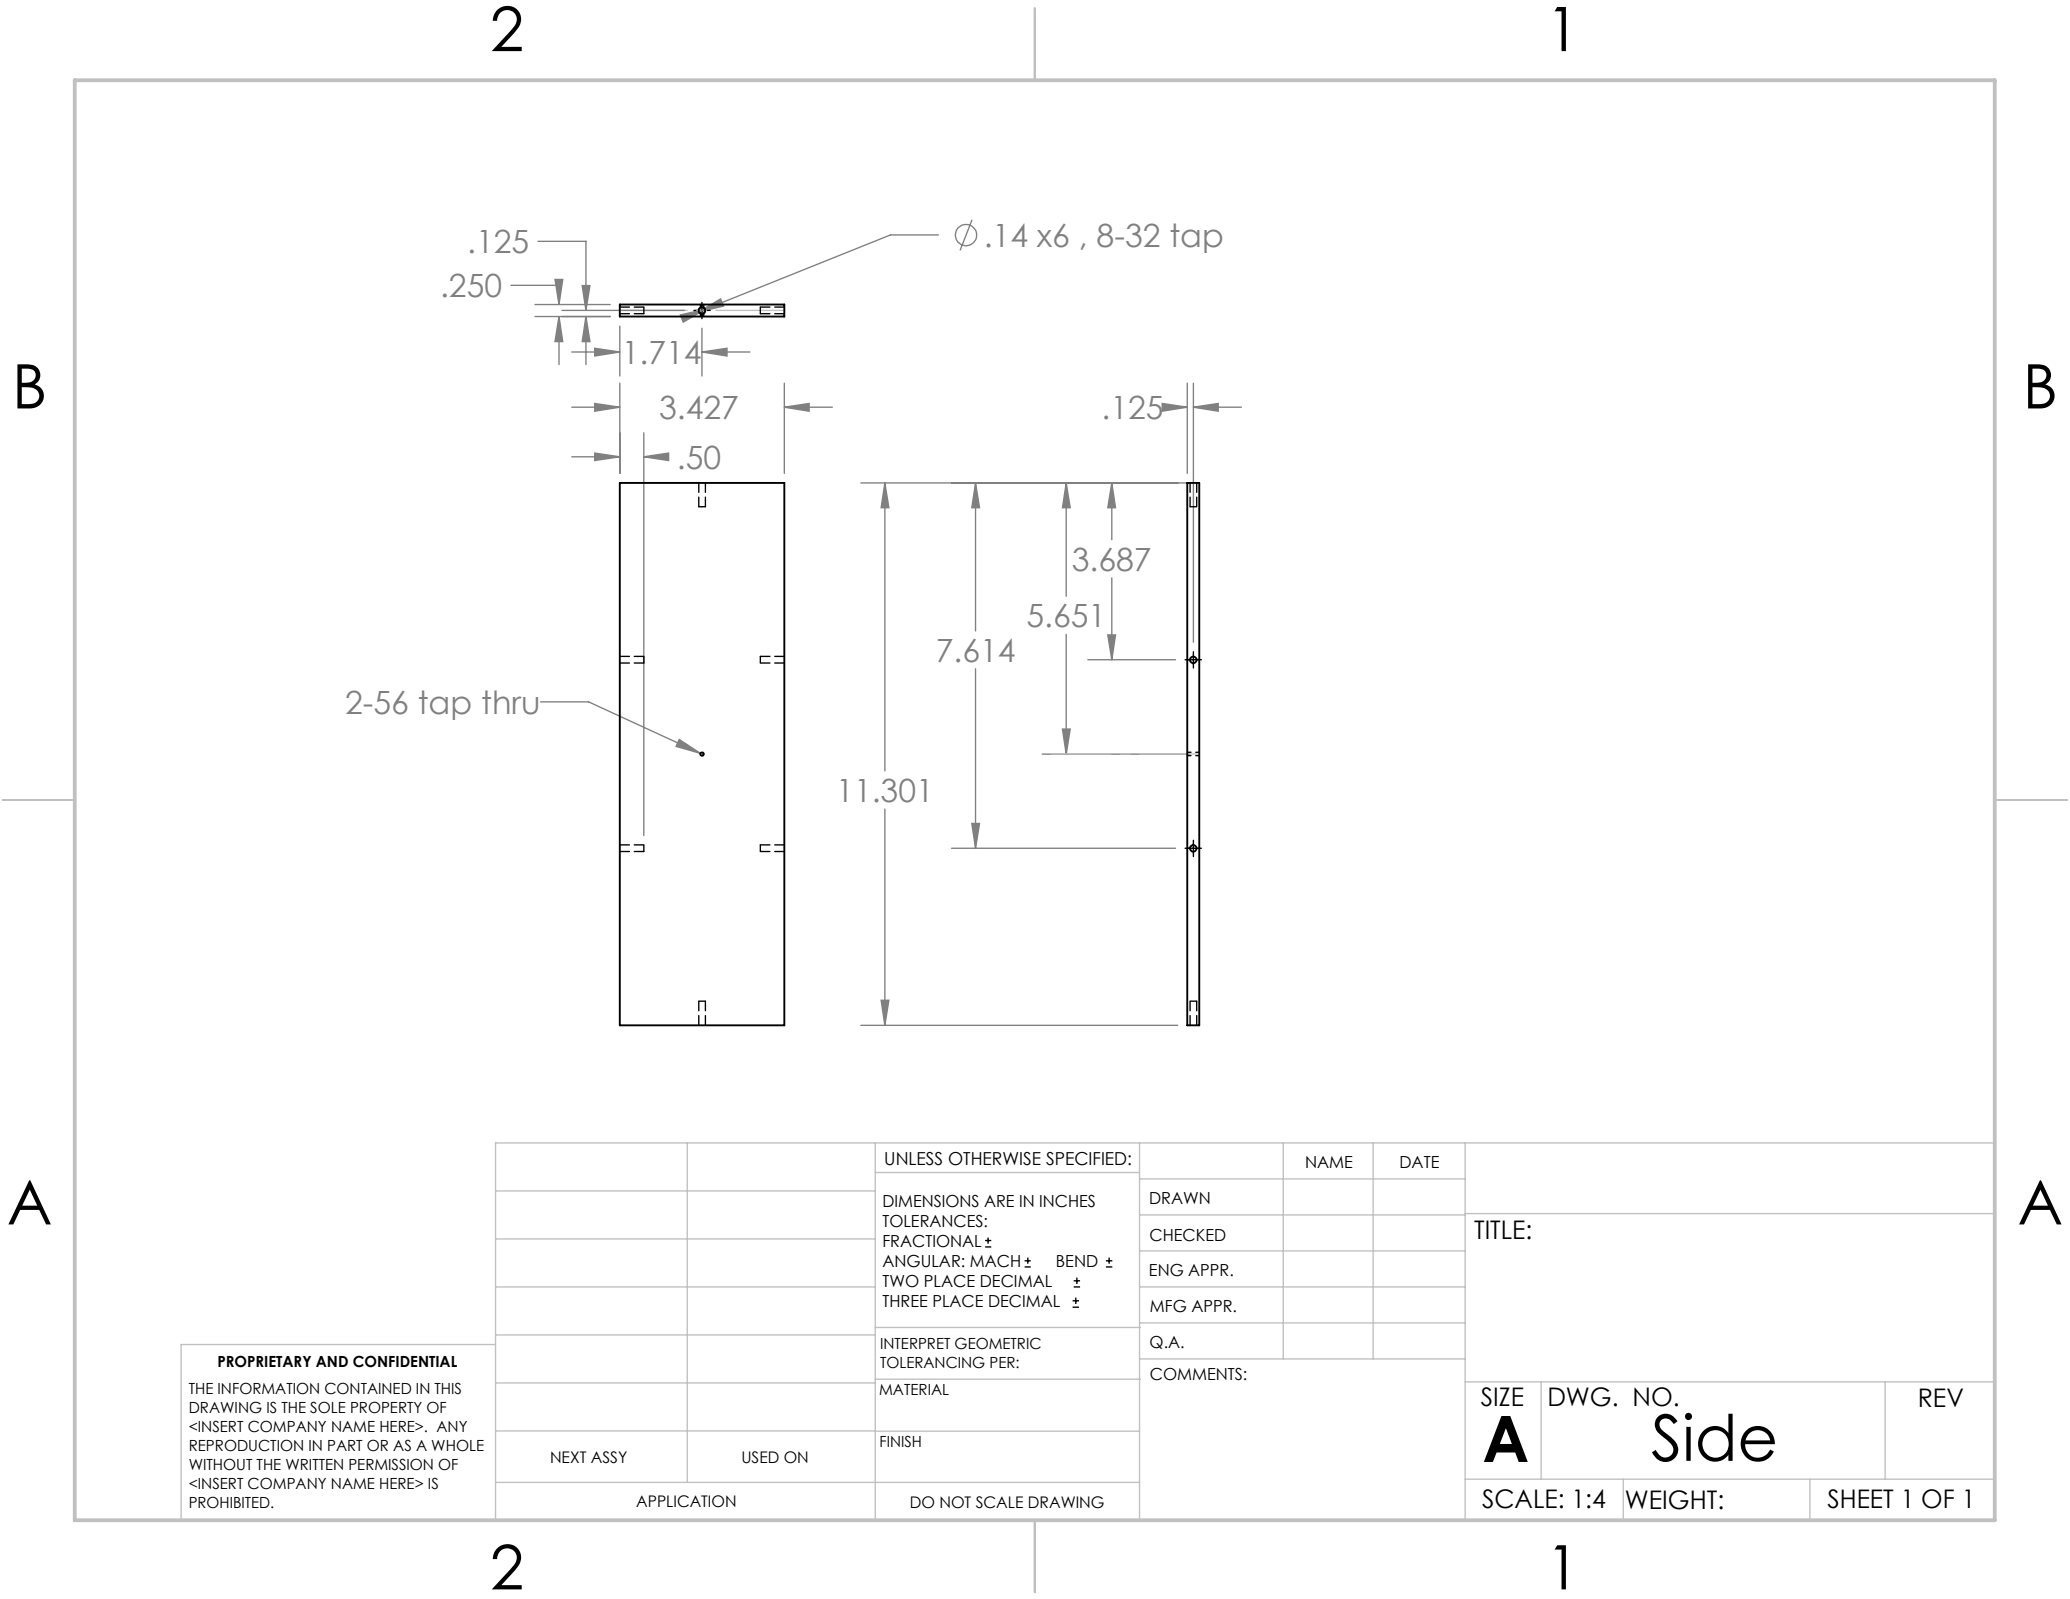 2
1
.125
∅.14 x6 , 8-32 tap
.250
1.714
B
B
3.427
.125
.50
3.687
5.651
7.614
2-56 tap thru
11.301
A
A
UNLESS OTHERWISE SPECIFIED:
DIMENSIONS ARE IN INCHES
TOLERANCES:
FRACTIONAL ±
ANGULAR: MACH ± BEND ±
TWO PLACE DECIMAL ±
THREE PLACE DECIMAL ±
INTERPRET GEOMETRIC
TOLERANCING PER:
MATERIAL
FINISH
DO NOT SCALE DRAWING
NAME
DATE
DRAWN
CHECKED
ENG APPR.
MFG APPR.
Q.A.
COMMENTS:
TITLE:
SIZE
A
DWG. NO.
Side
REV
SCALE: 1:4
WEIGHT:
SHEET 1 OF 1
PROPRIETARY AND CONFIDENTIAL
THE INFORMATION CONTAINED IN THIS
DRAWING IS THE SOLE PROPERTY OF
<INSERT COMPANY NAME HERE>. ANY
REPRODUCTION IN PART OR AS A WHOLE
WITHOUT THE WRITTEN PERMISSION OF
<INSERT COMPANY NAME HERE> IS
PROHIBITED.
NEXT ASSY
USED ON
APPLICATION
2
1